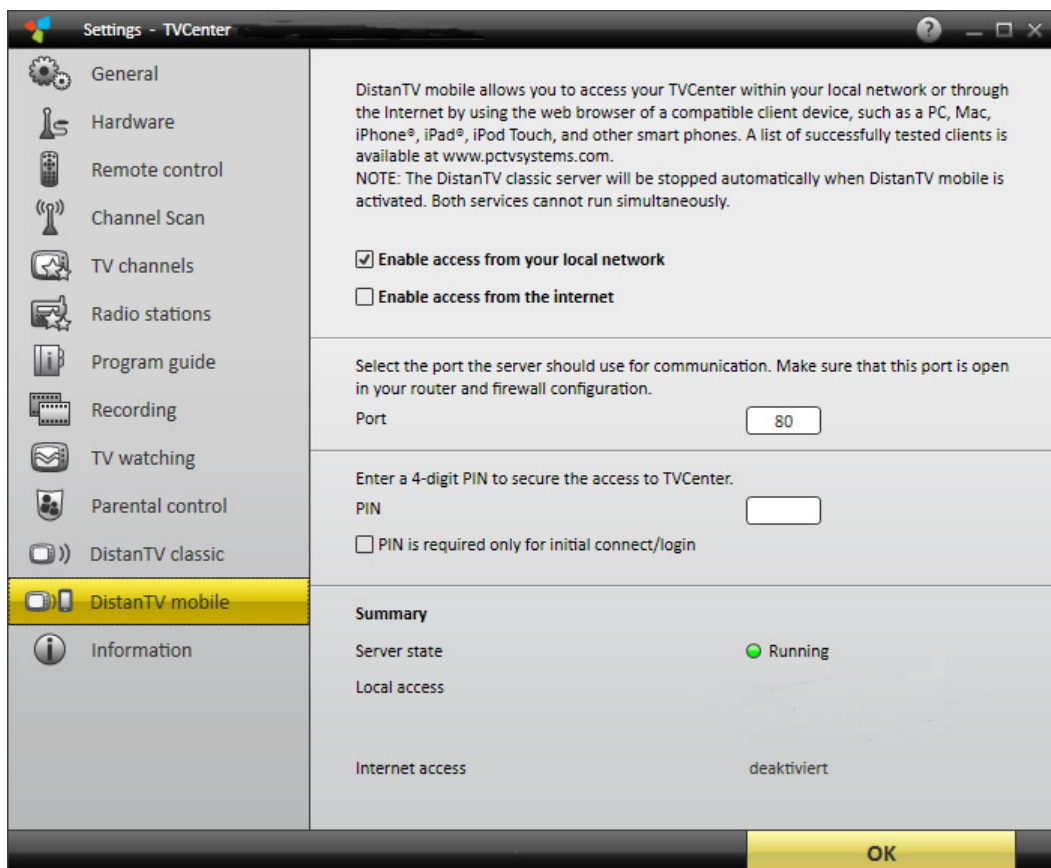 Settings - TVCenter
?
General
Hardware
Remote control
Channel Scan
TV channels
Radio stations
Program guide
Recording
TV watching
Parental control
DistanTV classic
DistanTV mobile
Information
DistanTV mobile allows you to access your TVCenter within your local network or through
the Internet by using the web browser of a compatible client device, such as a PC, Mac,
iPhone®, iPad®, iPod Touch, and other smart phones. A list of successfully tested clients is
available at www.pctvsystems.com.
NOTE: The DistanTV classic server will be stopped automatically when DistanTV mobile is
activated. Both services cannot run simultaneously.
Enable access from your local network
Enable access from the internet
Select the port the server should use for communication. Make sure that this port is open
in your router and firewall configuration.
Port 80
Enter a 4-digit PIN to secure the access to TVCenter.
PIN
PIN is required only for initial connect/login
Summary
Server state Running
Local access
Internet access deaktiviert
OK